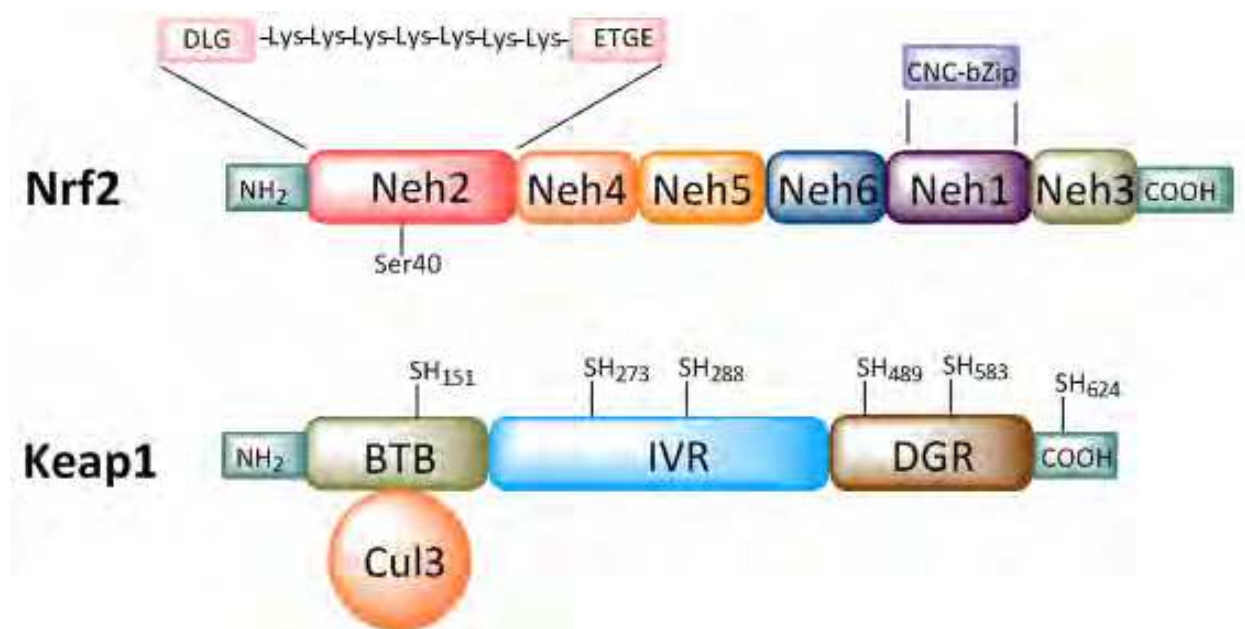 DLG -Lys-Lys-Lys-Lys-Lys-Lys-Lys- ETGE
CNC-bZip
Nrf2 NH2 Neh2 Neh4 Neh5 Neh6 Neh1 Neh3 COOH
Ser40
SH151 SH273 SH288 SH489 SH583 SH624
Keap1 NH2 BTB IVR DGR COOH
Cul3